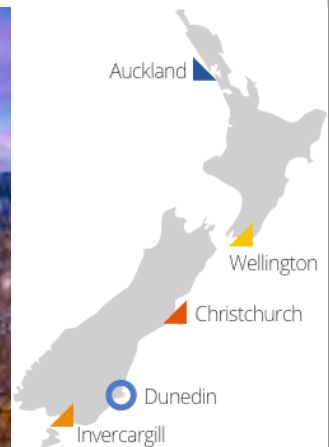 Auckland
Wellington
Christchurch
Dunedin
Invercargill